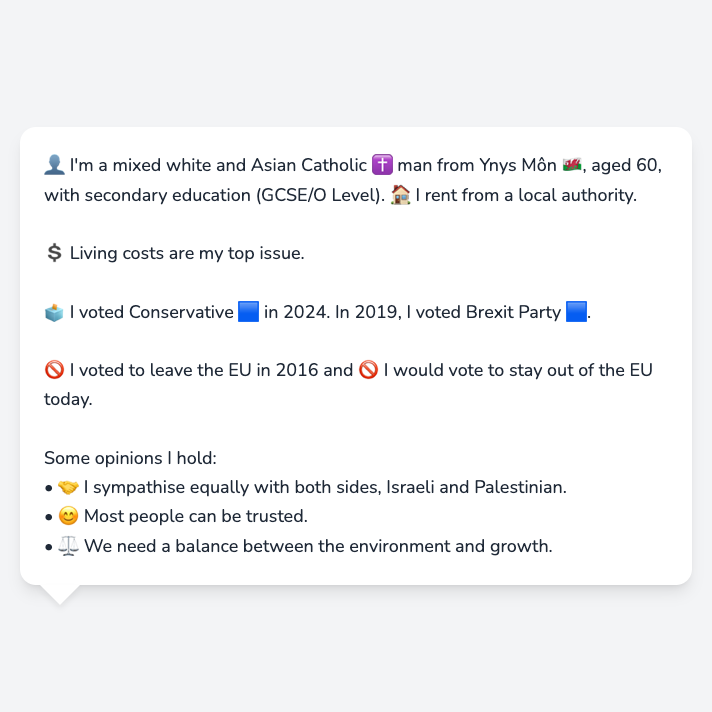 👤 I'm a mixed white and Asian Catholic ✝️ man from Ynys Môn 🏴󠁧󠁢󠁷󠁬󠁳󠁿, aged 60,
with secondary education (GCSE/O Level). 🏠 I rent from a local authority.
💲 Living costs are my top issue.
🗳️ I voted Conservative 🟦 in 2024. In 2019, I voted Brexit Party 🟦.
🚫 I voted to leave the EU in 2016 and 🚫 I would vote to stay out of the EU
today.
Some opinions I hold:
• 🤝 I sympathise equally with both sides, Israeli and Palestinian.
• 😊 Most people can be trusted.
• ⚖️ We need a balance between the environment and growth.